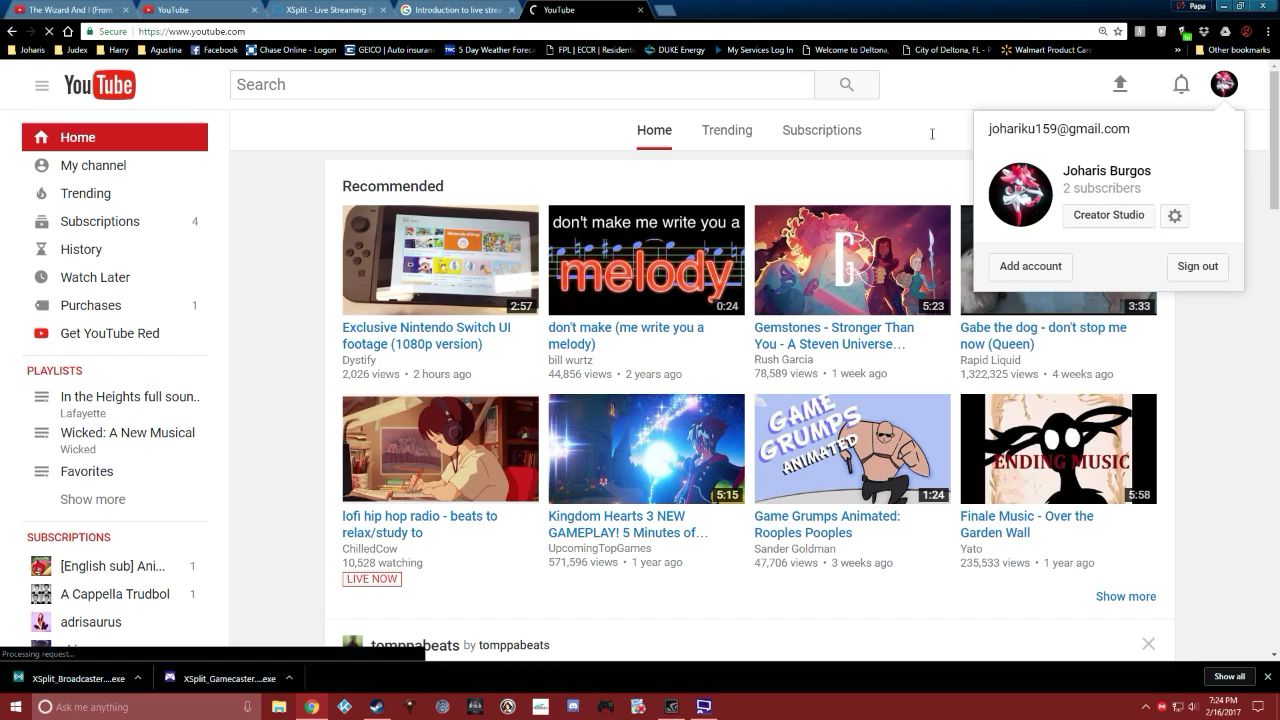 The Wizard And I (From
YouTube
XSplit - Live Streaming &
Introduction to live stre
YouTube
Papa
Secure
https://www.youtube.com
Joharis
Judex
Harry
Agustina
Facebook
Chase Online - Logon
GEICO | Auto insuran
5 Day Weather Forec
FPL | ECCR | Resident
DUKE Energy
My Services Log In
Welcome to Deltona,
City of Deltona, FL -
Walmart Product Car
»
Other bookmarks
YouTube
Search
johariku159@gmail.com
Joharis Burgos
2 subscribers
Creator Studio
Add account
Sign out
Home
Trending
Subscriptions
Home
My channel
Trending
Subscriptions 4
History
Watch Later
Purchases 1
Get YouTube Red
PLAYLISTS
In the Heights full soun..
Lafayette
Wicked: A New Musical
Wicked
Favorites
Show more
SUBSCRIPTIONS
[English sub] Ani... 1
A Cappella Trudbol 1
adrisaurus
Recommended
2:57
Exclusive Nintendo Switch UI
footage (1080p version)
Dystify
2,026 views • 2 hours ago
don't make me write you a
melody
0:24
don't make (me write you a
melody)
bill wurtz
44,856 views • 2 years ago
G
5:23
Gemstones - Stronger Than
You - A Steven Universe…
Rush Garcia
78,589 views • 1 week ago
3:33
Gabe the dog - don't stop me
now (Queen)
Rapid Liquid
1,322,325 views • 4 weeks ago
lofi hip hop radio - beats to
relax/study to
ChilledCow
10,528 watching
LIVE NOW
5:15
Kingdom Hearts 3 NEW
GAMEPLAY! 5 Minutes of…
UpcomingTopGames
571,596 views • 1 year ago
GAME
GRUMPS
ANIMATED
1:24
Game Grumps Animated:
Rooples Pooples
Sander Goldman
47,706 views • 3 weeks ago
ENDING MUSIC
5:58
Finale Music - Over the
Garden Wall
Yato
235,533 views • 1 year ago
Show more
tomppabeats by tomppabeats
Processing request...
XSplit_Broadcaster....exe
XSplit_Gamecaster....exe
Show all
Ask me anything
7:24 PM
2/16/2017